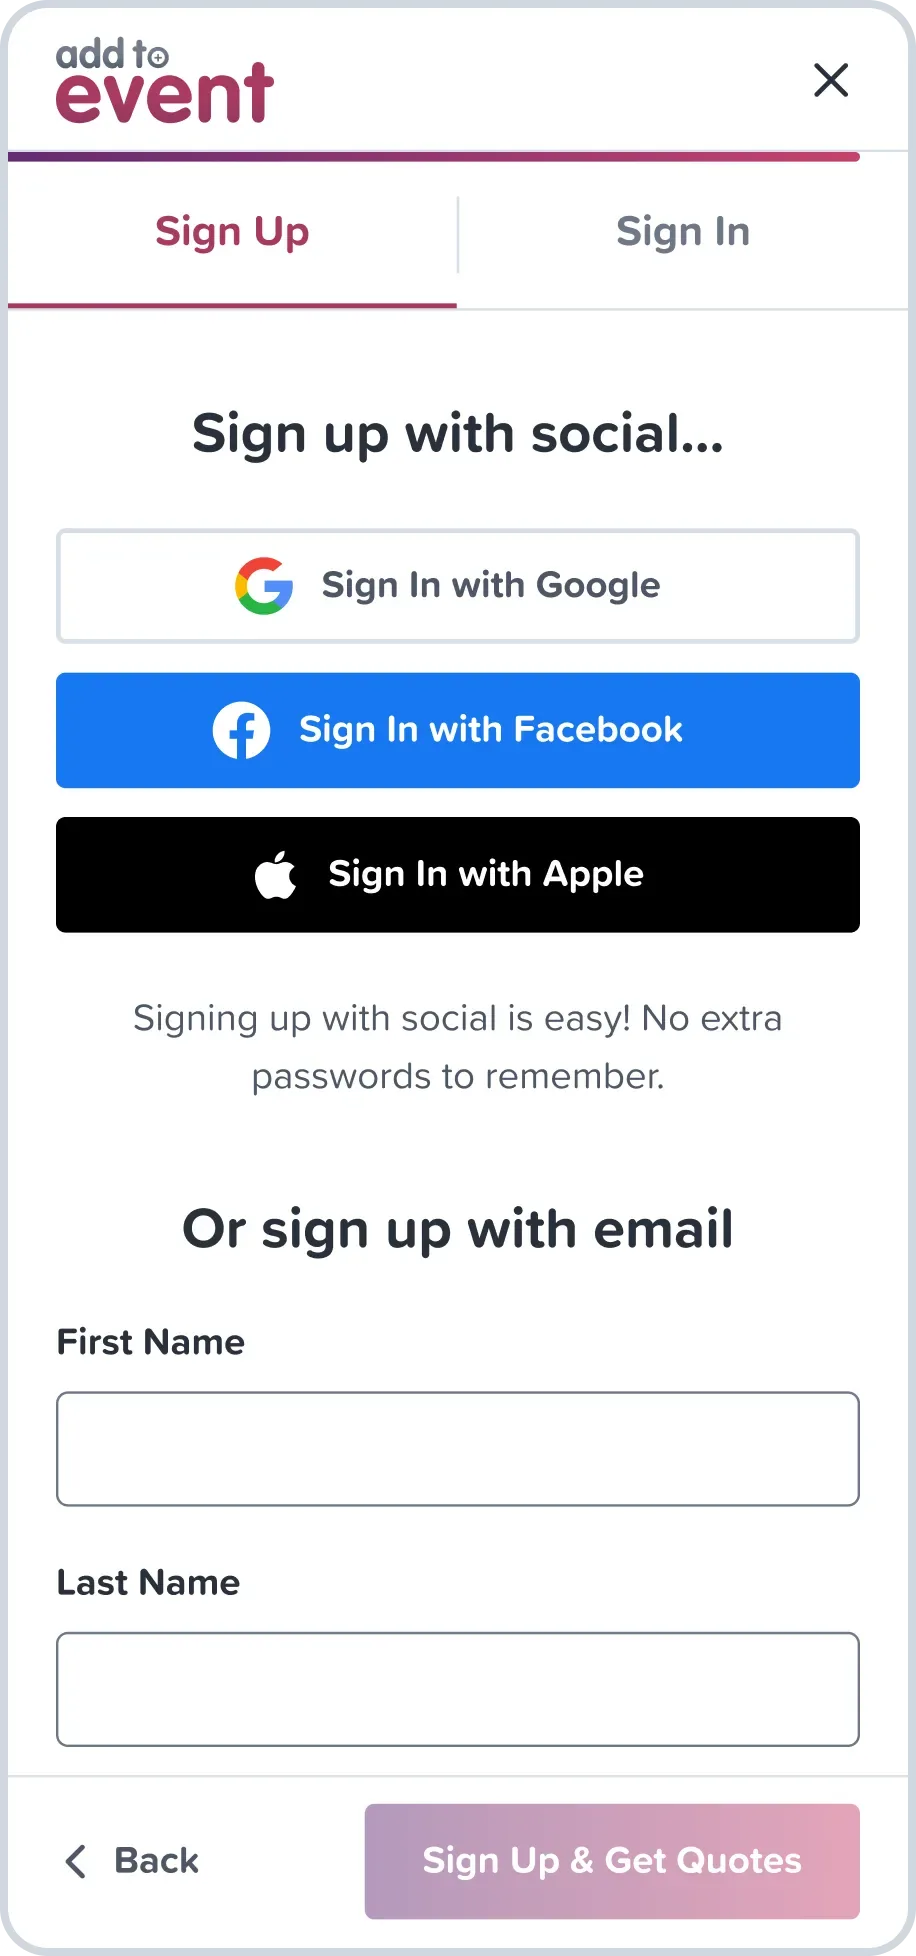 add to
event
Sign Up
Sign In
Sign up with social...
Sign In with Google
Sign In with Facebook
Sign In with Apple
Signing up with social is easy! No extra
passwords to remember.
Or sign up with email
First Name
Last Name
Back
Sign Up & Get Quotes